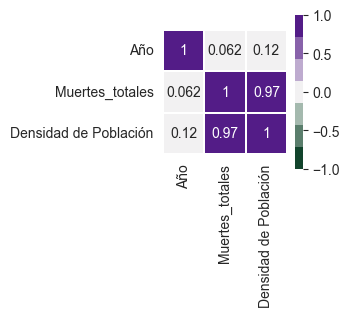 Año 1 0.062 0.12
Muertes_totales 0.062 1 0.97
Densidad de Población 0.12 0.97 1
Año
Muertes_totales
Densidad de Población
1.0
0.5
0.0
−0.5
−1.0